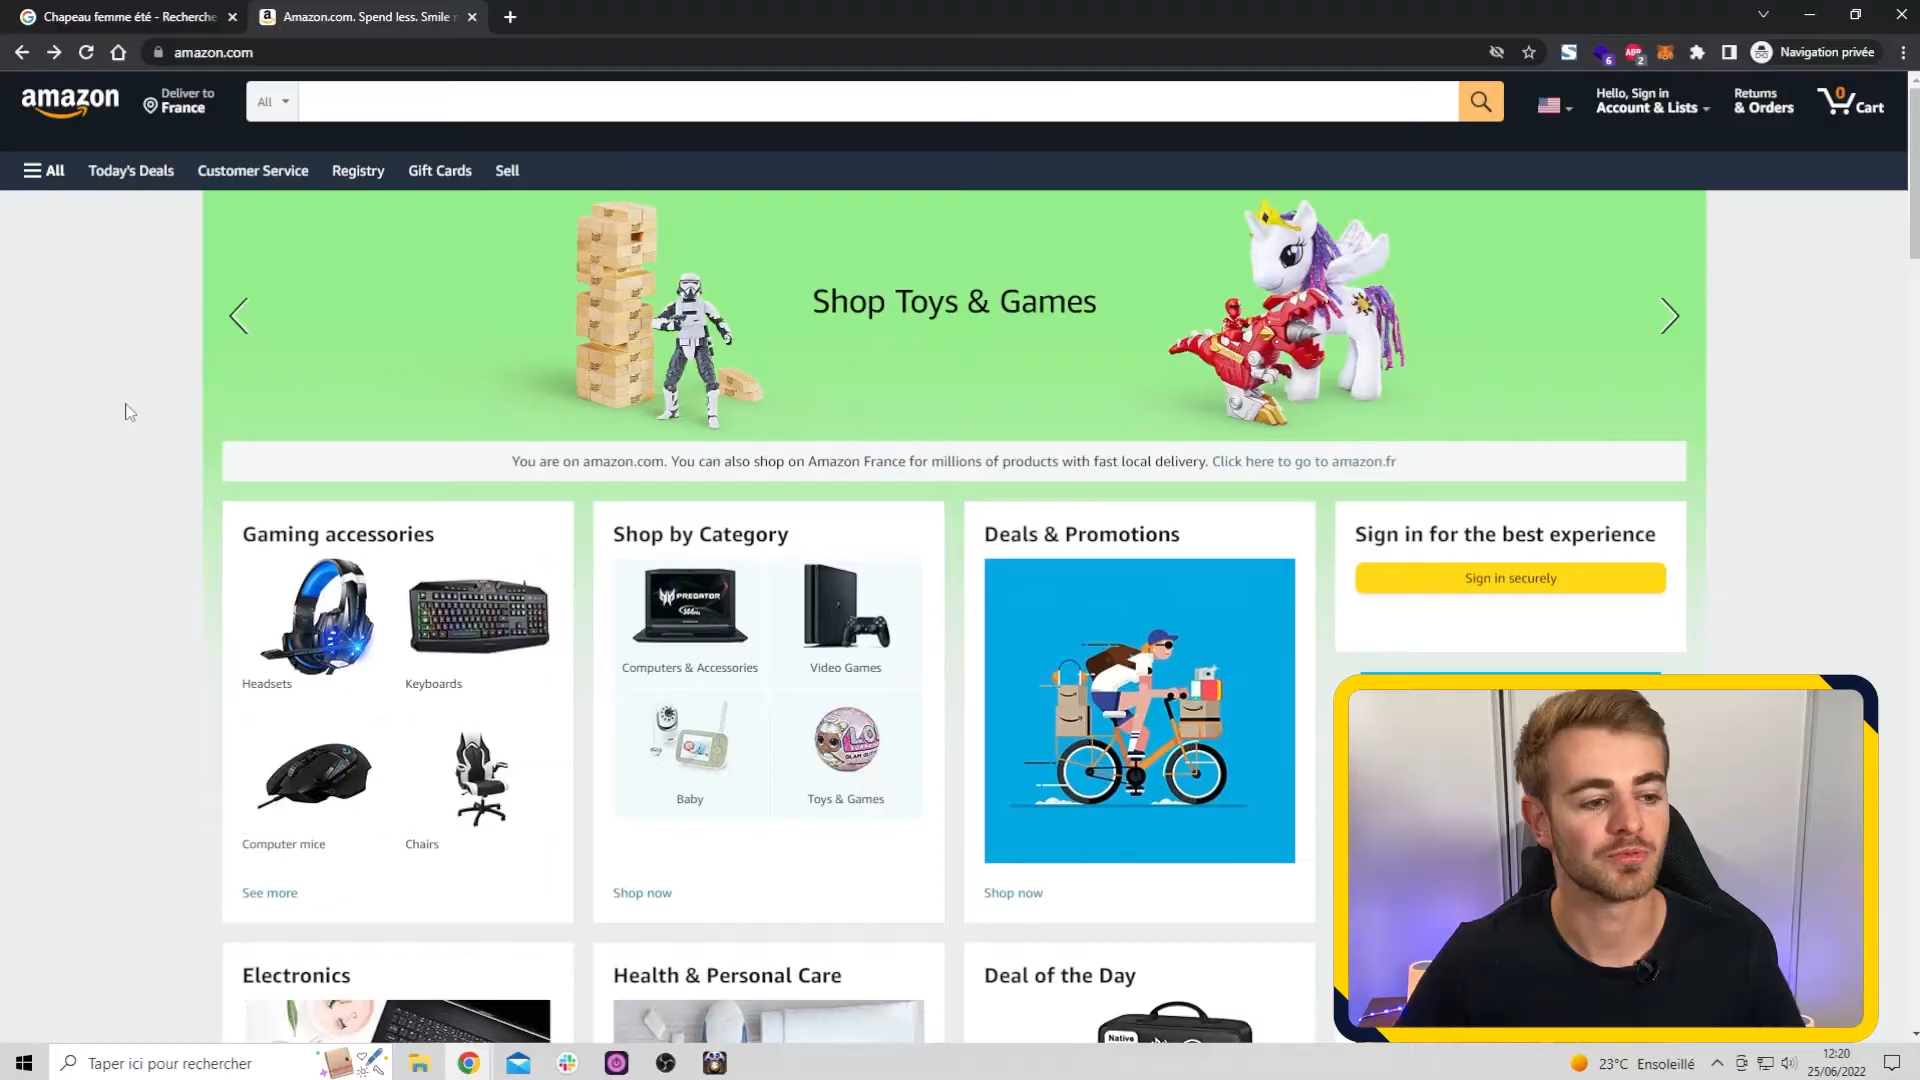 Chapeau femme été - Recherche
Amazon.com. Spend less. Smile
amazon.com
6
ABP
2
Navigation privée
amazon
Deliver to
France
All
Hello, Sign in
Account & Lists
Returns
& Orders
0
Cart
All
Today's Deals
Customer Service
Registry
Gift Cards
Sell
Shop Toys & Games
You are on amazon.com. You can also shop on Amazon France for millions of products with fast local delivery. Click here to go to amazon.fr
Gaming accessories
Headsets
Keyboards
Computer mice
Chairs
See more
Shop by Category
PREDATOR
Computers & Accessories
Video Games
Baby
Toys & Games
Shop now
Deals & Promotions
Shop now
Sign in for the best experience
Sign in securely
Electronics
Health & Personal Care
Deal of the Day
Native
Taper ici pour rechercher
23°C Ensoleillé
12:20
25/06/2022